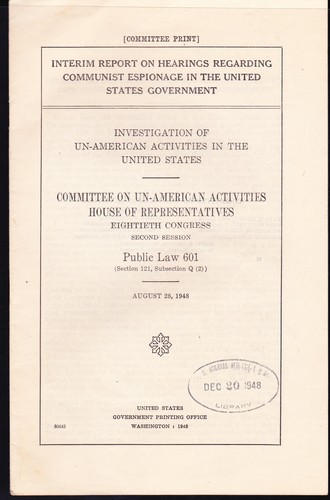 [COMMITTEE PRINT]
INTERIM REPORT ON HEARINGS REGARDING
COMMUNIST ESPIONAGE IN THE UNITED
STATES GOVERNMENT
INVESTIGATION OF
UN-AMERICAN ACTIVITIES IN THE
UNITED STATES
COMMITTEE ON UN-AMERICAN ACTIVITIES
HOUSE OF REPRESENTATIVES
EIGHTIETH CONGRESS
SECOND SESSION
Public Law 601
(Section 121, Subsection Q (2))
AUGUST 28, 1948
DEC 20 1948
LIBRARY
UNITED STATES
GOVERNMENT PRINTING OFFICE
WASHINGTON : 1948